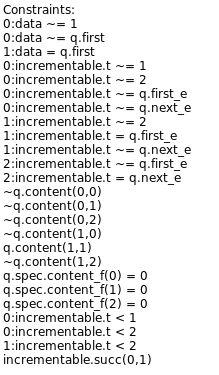 Constraints:
0:data ~= 1
0:data ~= q.first
1:data = q.first
0:incrementable.t ~= 1
0:incrementable.t ~= 2
0:incrementable.t ~= q.first_e
0:incrementable.t ~= q.next_e
1:incrementable.t ~= 2
1:incrementable.t = q.first_e
1:incrementable.t ~= q.next_e
2:incrementable.t ~= q.first_e
2:incrementable.t = q.next_e
~q.content(0,0)
~q.content(0,1)
~q.content(0,2)
~q.content(1,0)
q.content(1,1)
~q.content(1,2)
q.spec.content_f(0) = 0
q.spec.content_f(1) = 0
q.spec.content_f(2) = 0
0:incrementable.t < 1
0:incrementable.t < 2
1:incrementable.t < 2
incrementable.succ(0,1)